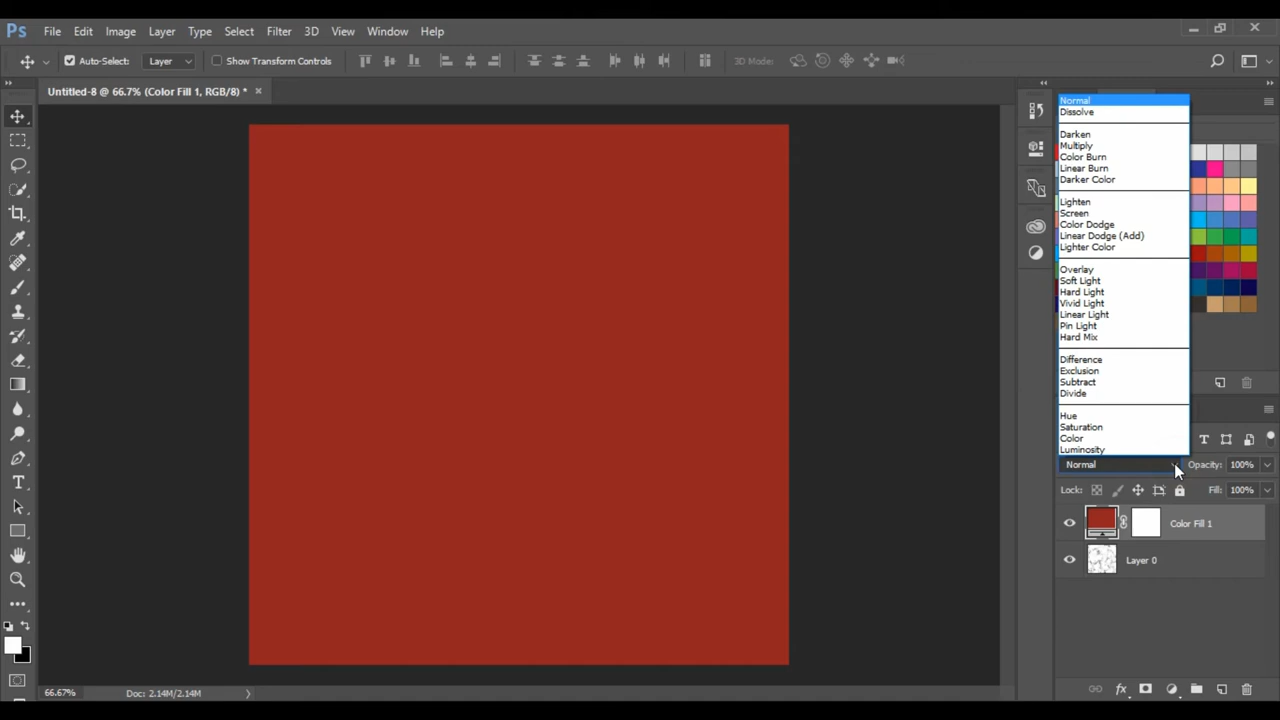 Ps File Edit Image Layer Type Select Filter 3D View Window Help
Auto-Select: Layer Show Transform Controls 3D Mode:
Untitled-8 @ 66.7% (Color Fill 1, RGB/8) * ×
Normal
Dissolve
Darken
Multiply
Color Burn
Linear Burn
Darker Color
Lighten
Screen
Color Dodge
Linear Dodge (Add)
Lighter Color
Overlay
Soft Light
Hard Light
Vivid Light
Linear Light
Pin Light
Hard Mix
Difference
Exclusion
Subtract
Divide
Hue
Saturation
Color
Luminosity
Normal Opacity: 100%
Lock: Fill: 100%
Color Fill 1
Layer 0
66.67% Doc: 2.14M/2.14M